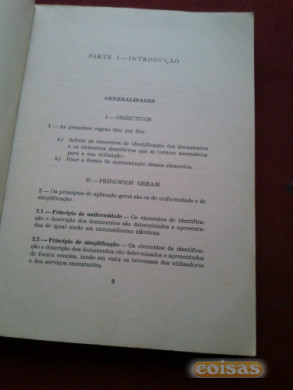 PARTE I — INTRODUÇÃO
GENERALIDADES
I — OBJECTIVOS
1 — As presentes regras têm por fim:
a) definir os elementos de identificação dos documentos
e os elementos descritivos que se tornem necessários
para a sua utilização;
b) fixar a forma de apresentação desses elementos.
II — PRINCÍPIOS GERAIS
2 — Os princípios de aplicação geral são os de uniformidade e de
simplificação.
2.1 — Princípio de uniformidade — Os elementos de identifica-
ção e descrição dos documentos são determinados e apresenta-
dos de igual modo em circunstâncias idênticas.
2.2 — Princípio de simplificação — Os elementos de identifica-
ção e descrição dos documentos são determinados e apresentados
de forma concisa, tendo em vista os interesses dos utilizadores
e dos serviços executantes.
3
coisas